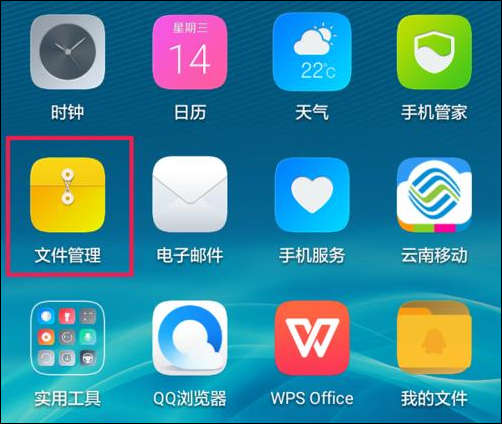 星期三
14
22℃
时钟
日历
天气
手机管家
文件管理
电子邮件
手机服务
云南移动
实用工具
QQ浏览器
WPS Office
我的文件